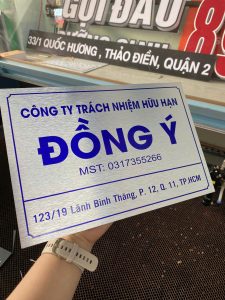 GỘI ĐẦU
33/1 QUỐC HƯƠNG, THẢO ĐIỀN, QUẬN 2
CÔNG TY TRÁCH NHIỆM HỮU HẠN
ĐỒNG Ý
MST: 0317355266
123/19 Lãnh Binh Thăng, P. 12, Q. 11, TP.HCM